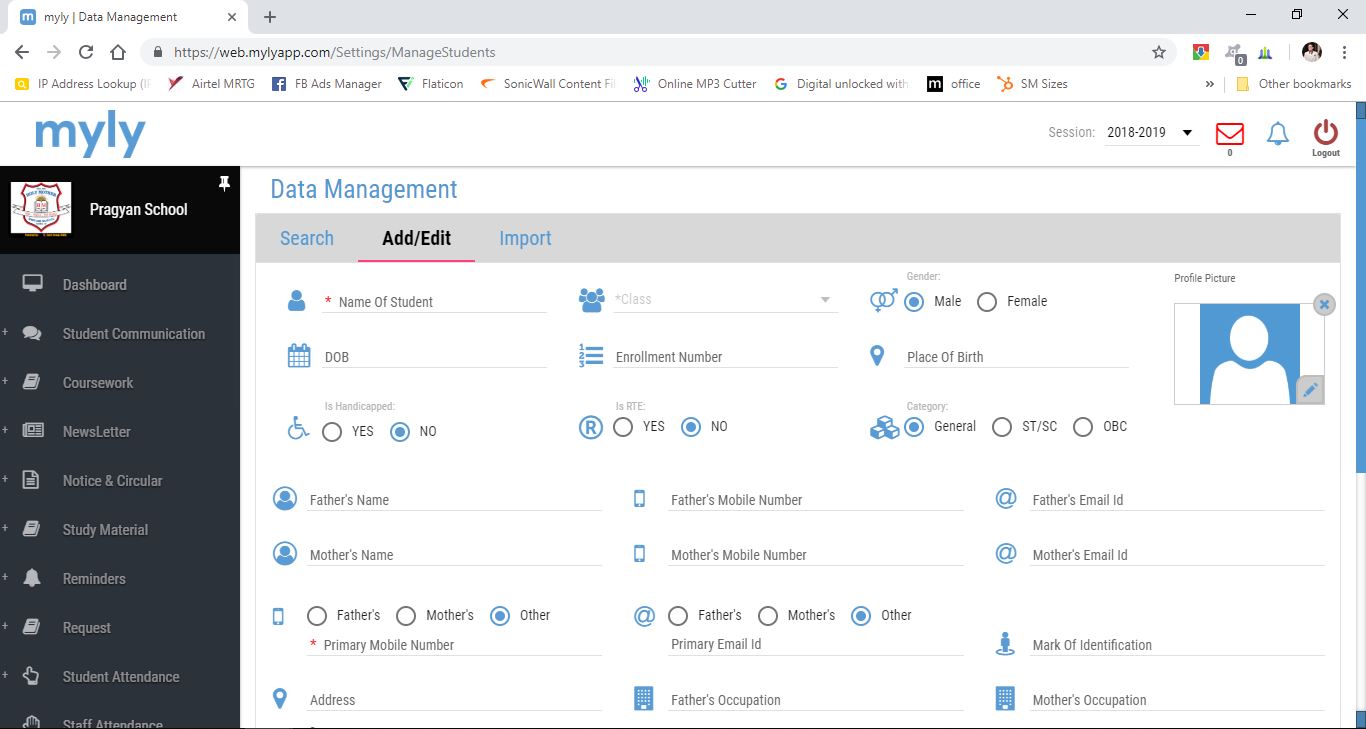 myly | Data Management
https://web.mylyapp.com/Settings/ManageStudents
0
IP Address Lookup (I
Airtel MRTG
FB Ads Manager
Flaticon
SonicWall Content Fil
Online MP3 Cutter
Digital unlocked with
office
SM Sizes
»
Other bookmarks
myly
Session: 2018-2019
0
Logout
Pragyan School
Data Management
Search Add/Edit Import
Dashboard
+ Student Communication
+ Coursework
+ NewsLetter
+ Notice & Circular
+ Study Material
+ Reminders
+ Request
+ Student Attendance
Staff Attendance
* Name Of Student
*Class
Gender:
Male Female
Profile Picture
DOB
Enrollment Number
Place Of Birth
Is Handicapped:
YES NO
Is RTE:
YES NO
Category:
General ST/SC OBC
Father's Name
Father's Mobile Number
Father's Email Id
Mother's Name
Mother's Mobile Number
Mother's Email Id
Father's Mother's Other
* Primary Mobile Number
Father's Mother's Other
Primary Email Id
Mark Of Identification
Address
Father's Occupation
Mother's Occupation